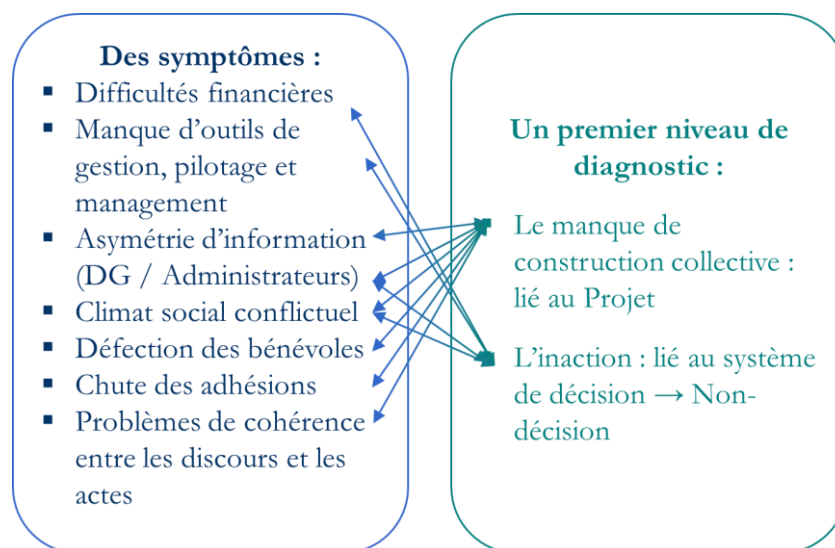 Des symptômes :
▪ Difficultés financières
▪ Manque d’outils de
gestion, pilotage et
management
▪ Asymétrie d’information
(DG / Administrateurs)
▪ Climat social conflictuel
▪ Défection des bénévoles
▪ Chute des adhésions
▪ Problèmes de cohérence
entre les discours et les
actes
Un premier niveau de
diagnostic :
Le manque de
construction collective :
lié au Projet
L’inaction : lié au système
de décision → Non-
décision